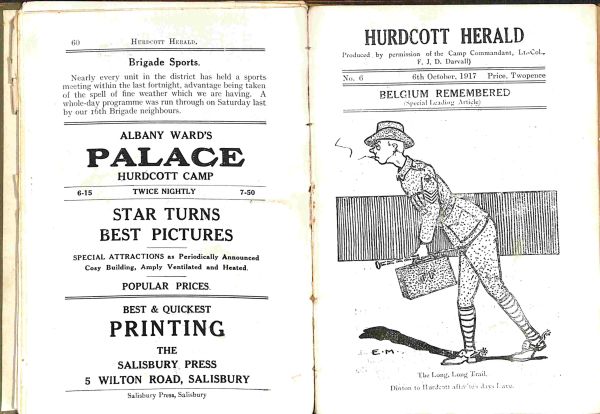 60 HURDCOTT HERALD.
Brigade Sports.
Nearly every unit in the district has held a sports
meeting within the last fortnight, advantage being taken
of the spell of fine weather which we are having. A
whole-day programme was run through on Saturday last
by our 16th Brigade neighbours.
ALBANY WARD'S
PALACE
HURDCOTT CAMP
6-15 TWICE NIGHTLY 7-50
STAR TURNS
BEST PICTURES
SPECIAL ATTRACTIONS as Periodically Announced
Cosy Building, Amply Ventilated and Heated.
POPULAR PRICES.
BEST & QUICKEST
PRINTING
THE
SALISBURY PRESS
5 WILTON ROAD, SALISBURY
Salisbury Press, Salisbury
HURDCOTT HERALD
Produced by permission of the Camp Commandant, Lt.-Col.,
F. J. D. Darvall)
No. 6 6th October, 1917 Price, Twopence
BELGIUM REMEMBERED
(Special Leading Article)
E.M.
The Long, Long Trail.
Dinton to Hurdcott after days Leave.